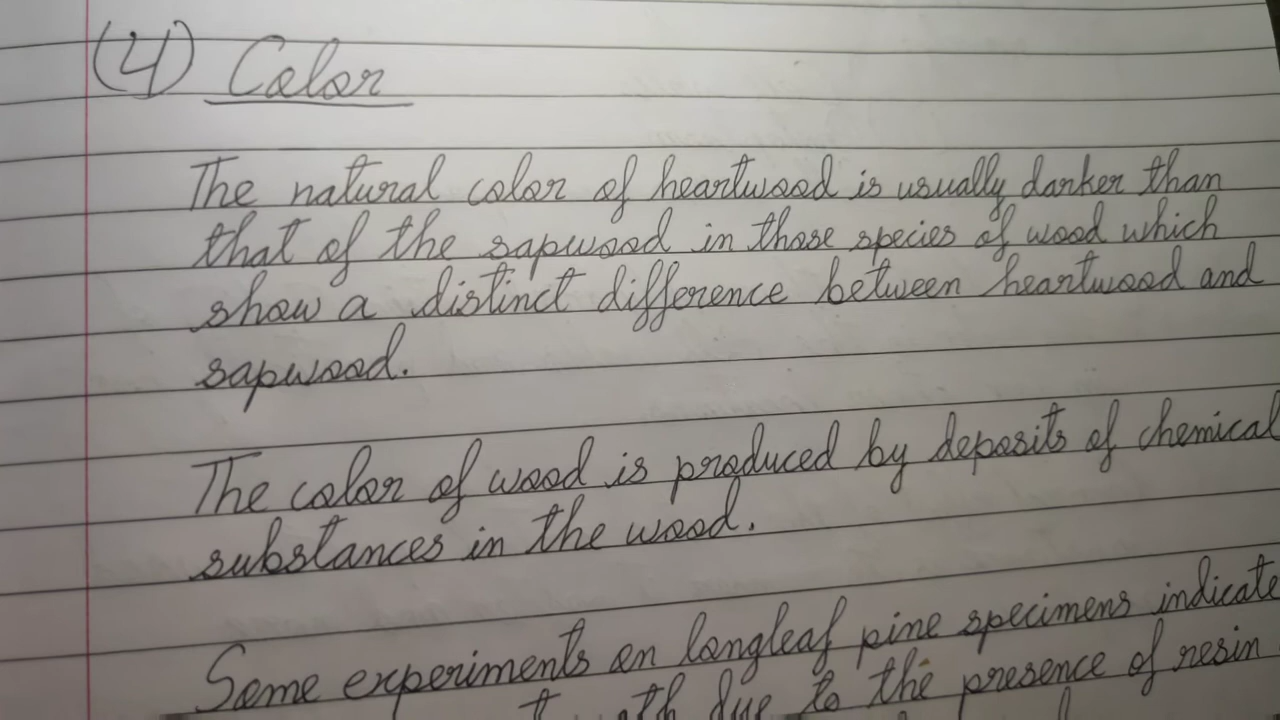 (4) Color
The natural color of heartwood is usually darker than
that of the sapwood in those species of wood which
show a distinct difference between heartwood and
sapwood.
The color of wood is produced by deposits of chemical
substances in the wood.
Some experiments on longleaf pine specimens indicate
due to the presence of resin